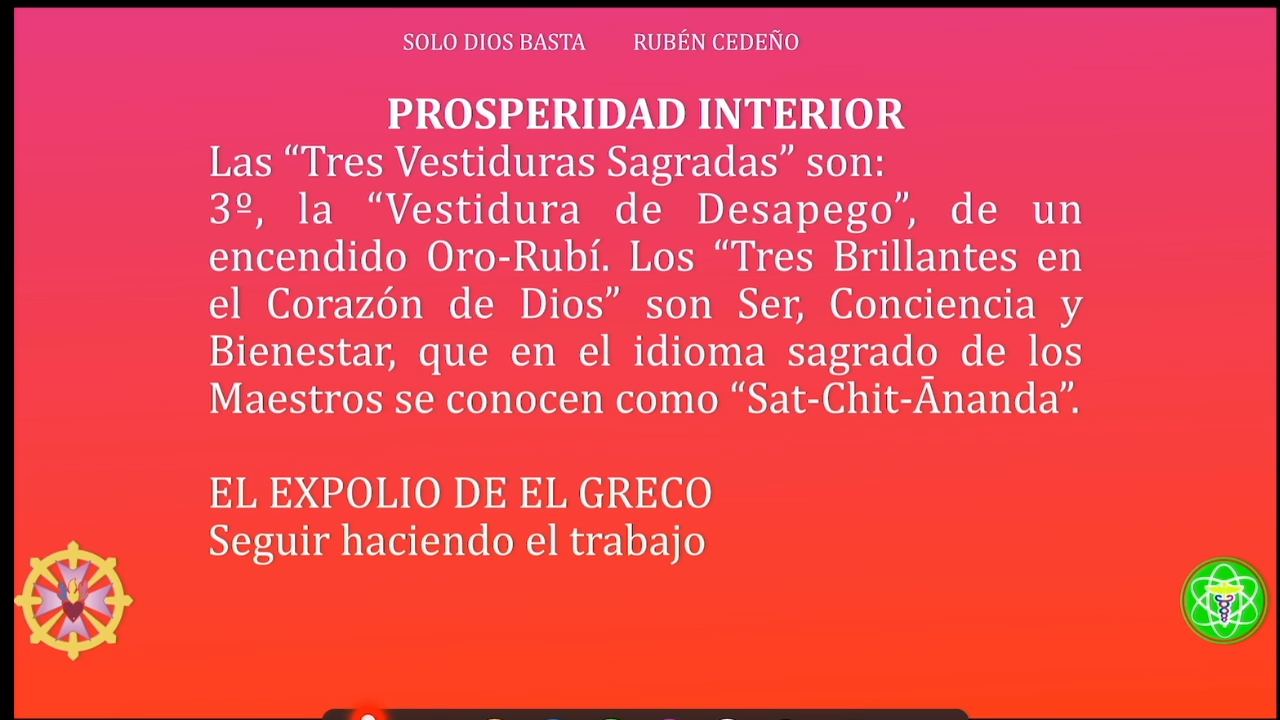 SOLO DIOS BASTA RUBÉN CEDEÑO
PROSPERIDAD INTERIOR
Las “Tres Vestiduras Sagradas” son:
3º, la “Vestidura de Desapego”, de un
encendido Oro-Rubí. Los “Tres Brillantes en
el Corazón de Dios” son Ser, Conciencia y
Bienestar, que en el idioma sagrado de los
Maestros se conocen como “Sat-Chit-Ānanda”.
EL EXPOLIO DE EL GRECO
Seguir haciendo el trabajo